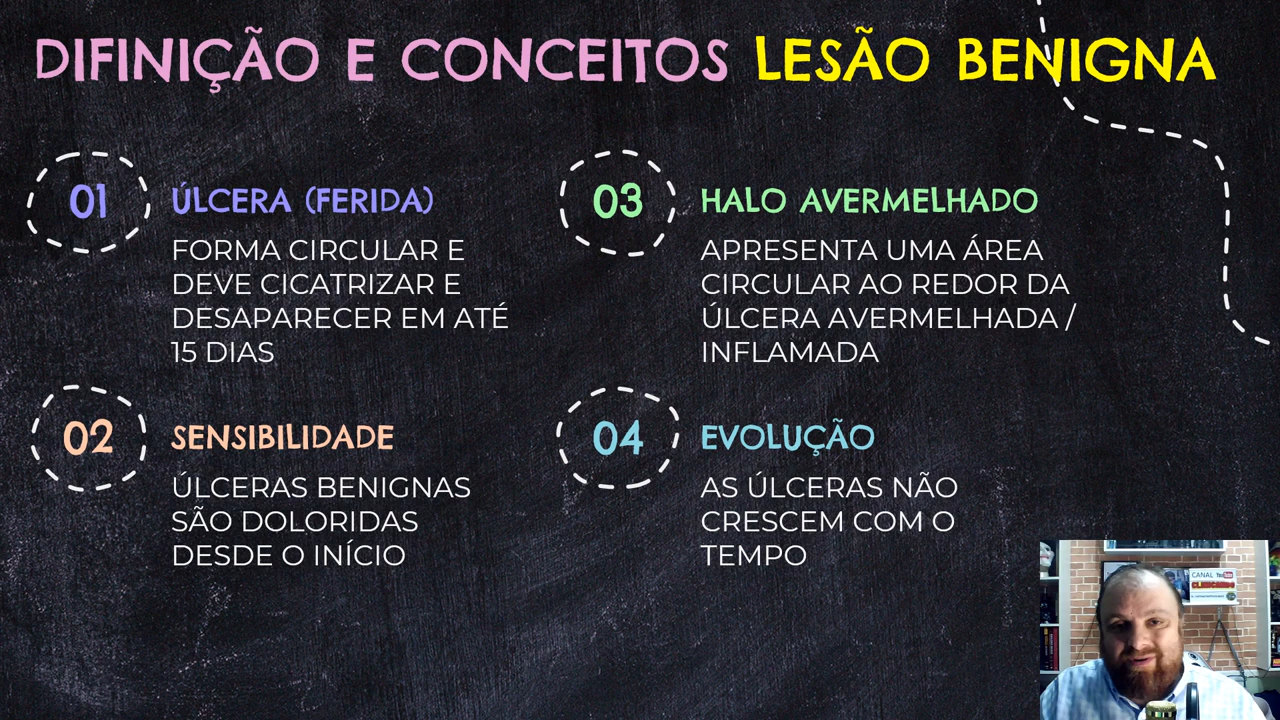 DIFINIÇÃO E CONCEITOS LESÃO BENIGNA
01
ÚLCERA (FERIDA)
FORMA CIRCULAR E
DEVE CICATRIZAR E
DESAPARECER EM ATÉ
15 DIAS
02
SENSIBILIDADE
ÚLCERAS BENIGNAS
SÃO DOLORIDAS
DESDE O INÍCIO
03
HALO AVERMELHADO
APRESENTA UMA ÁREA
CIRCULAR AO REDOR DA
ÚLCERA AVERMELHADA /
INFLAMADA
04
EVOLUÇÃO
AS ÚLCERAS NÃO
CRESCEM COM O
TEMPO
CANAL YouTube